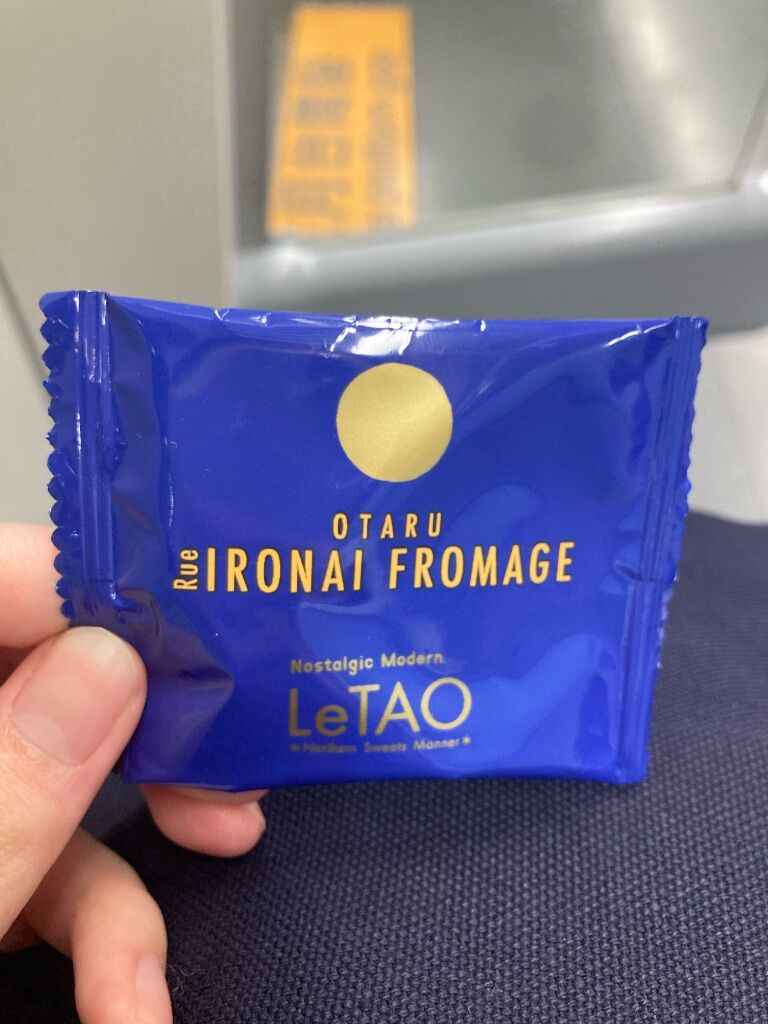 OTARU
Rue IRONAI FROMAGE
Nostalgic Modern.
LeTAO
*Northern Sweets Manner*